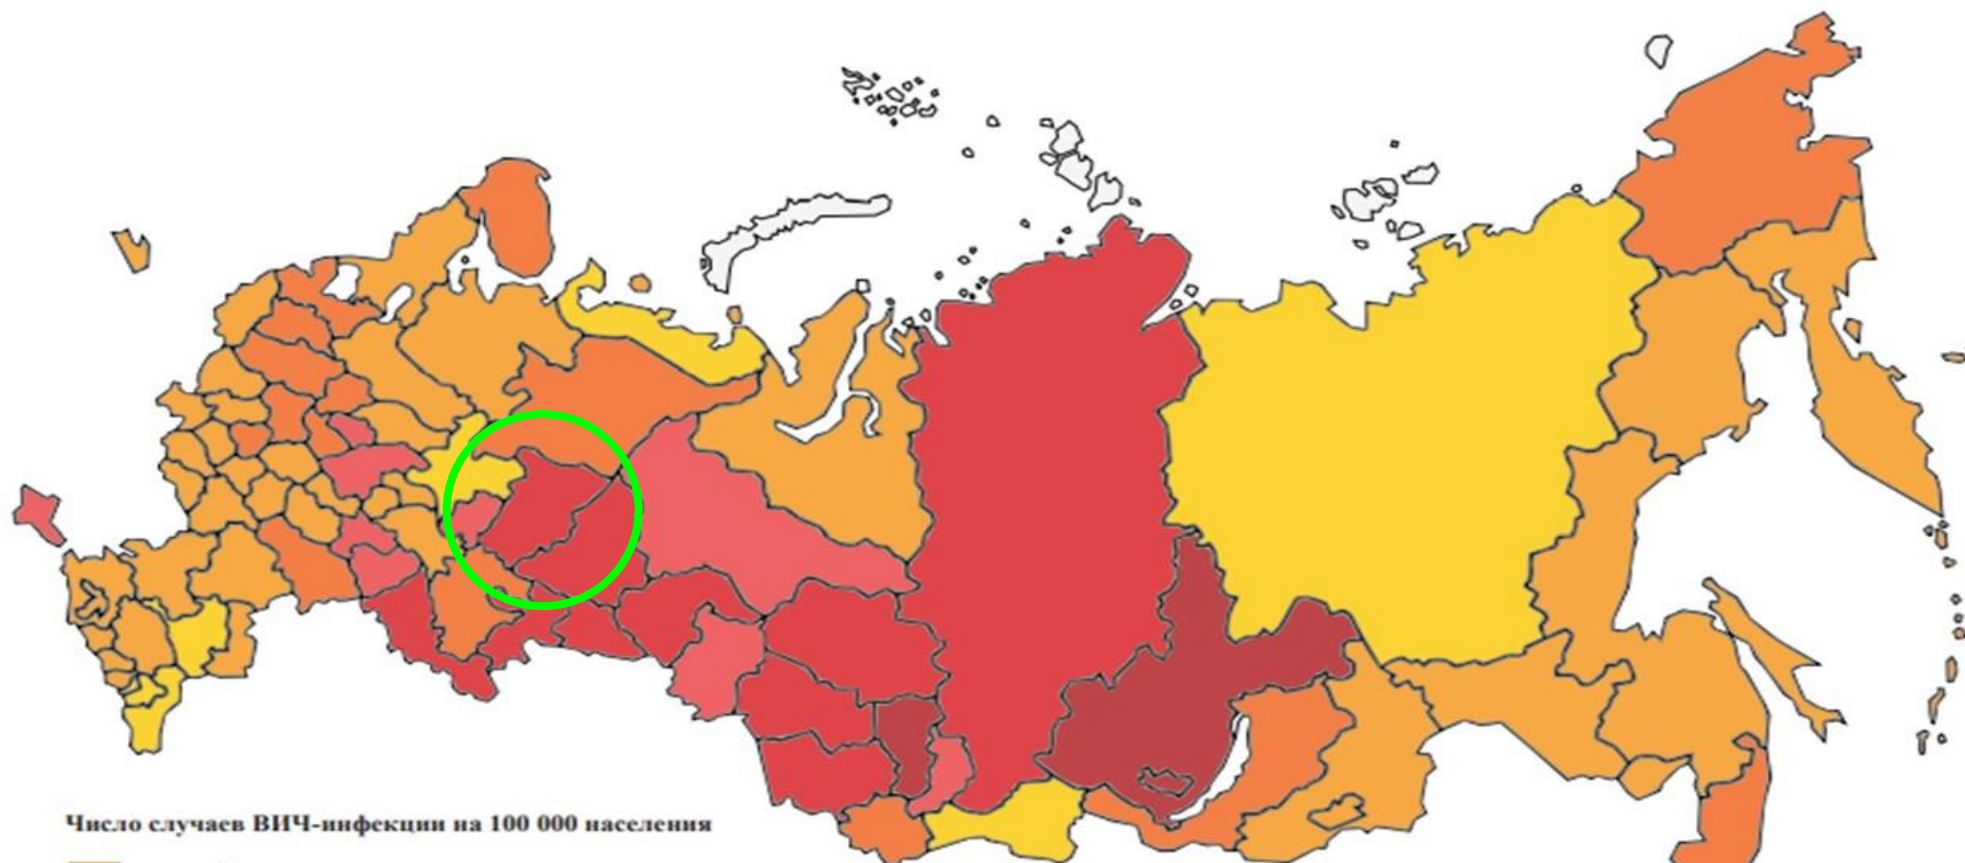 Число случаев ВИЧ-инфекции на 100 000 населения